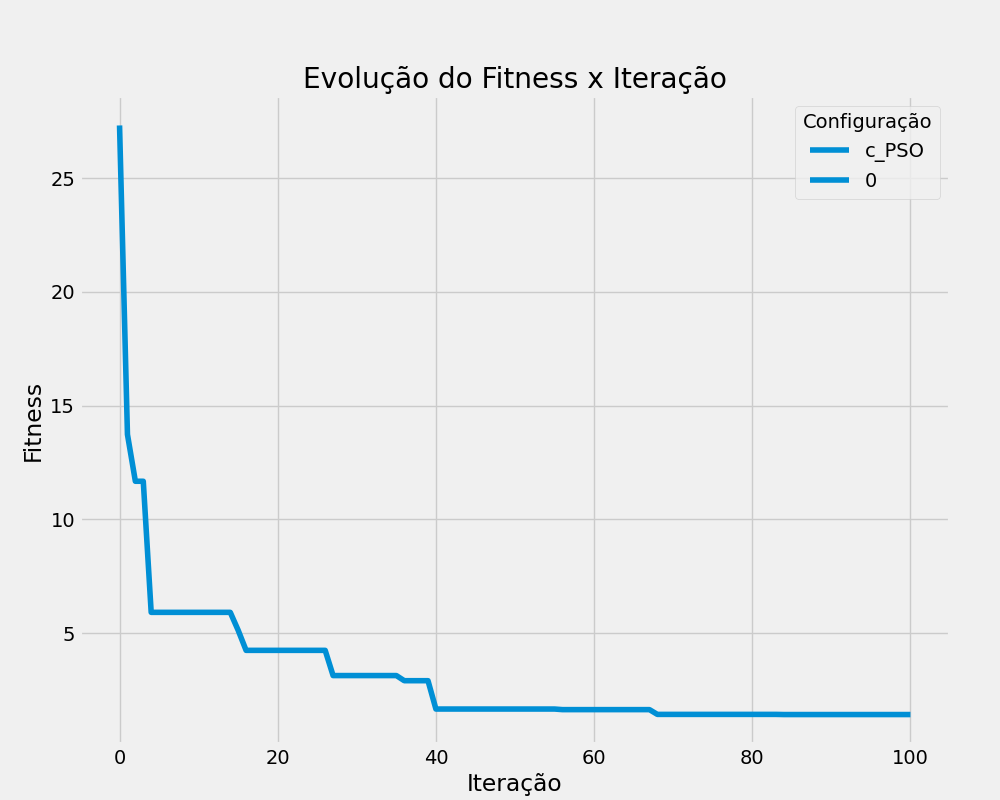 Evolução do Fitness x Iteração
Configuração
c_PSO
0
25
20
15
10
5
Fitness
0 20 40 60 80 100
Iteração